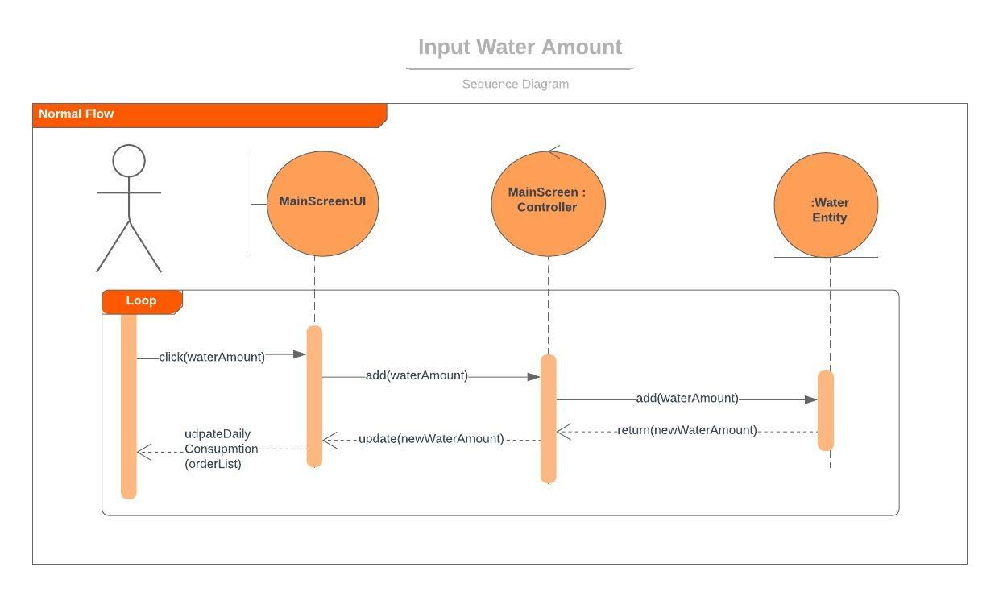 Input Water Amount
Sequence Diagram
Normal Flow
MainScreen:UI
MainScreen :
Controller
:Water
Entity
Loop
click(waterAmount)
add(waterAmount)
add(waterAmount)
return(newWaterAmount)
update(newWaterAmount)
udpateDaily
Consupmtion
(orderList)